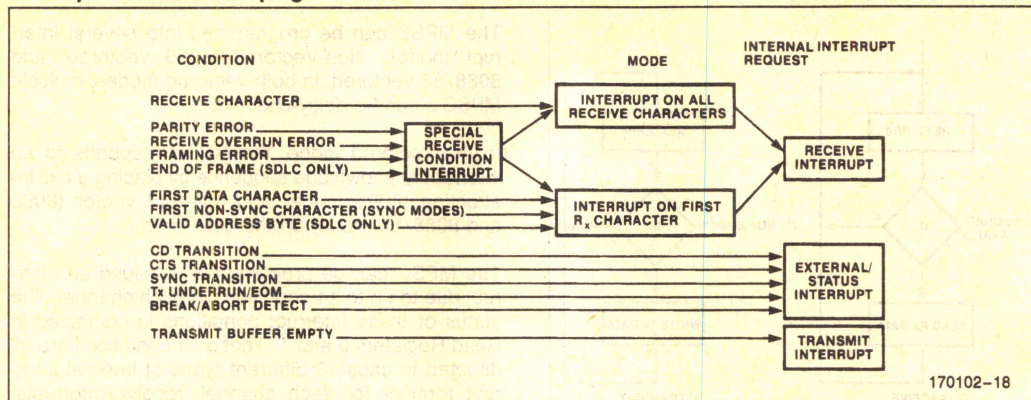 CONDITION
MODE
INTERNAL INTERRUPT
REQUEST
RECEIVE CHARACTER
PARITY ERROR
RECEIVE OVERRUN ERROR
FRAMING ERROR
END OF FRAME (SDLC ONLY)
SPECIAL
RECEIVE
CONDITION
INTERRUPT
INTERRUPT ON ALL
RECEIVE CHARACTERS
FIRST DATA CHARACTER
FIRST NON-SYNC CHARACTER (SYNC MODES)
VALID ADDRESS BYTE (SDLC ONLY)
INTERRUPT ON FIRST
Rx CHARACTER
RECEIVE
INTERRUPT
CD TRANSITION
CTS TRANSITION
SYNC TRANSITION
Tx UNDERRUN/EOM
BREAK/ABORT DETECT
EXTERNAL/
STATUS
INTERRUPT
TRANSMIT BUFFER EMPTY
TRANSMIT
INTERRUPT
170102-18